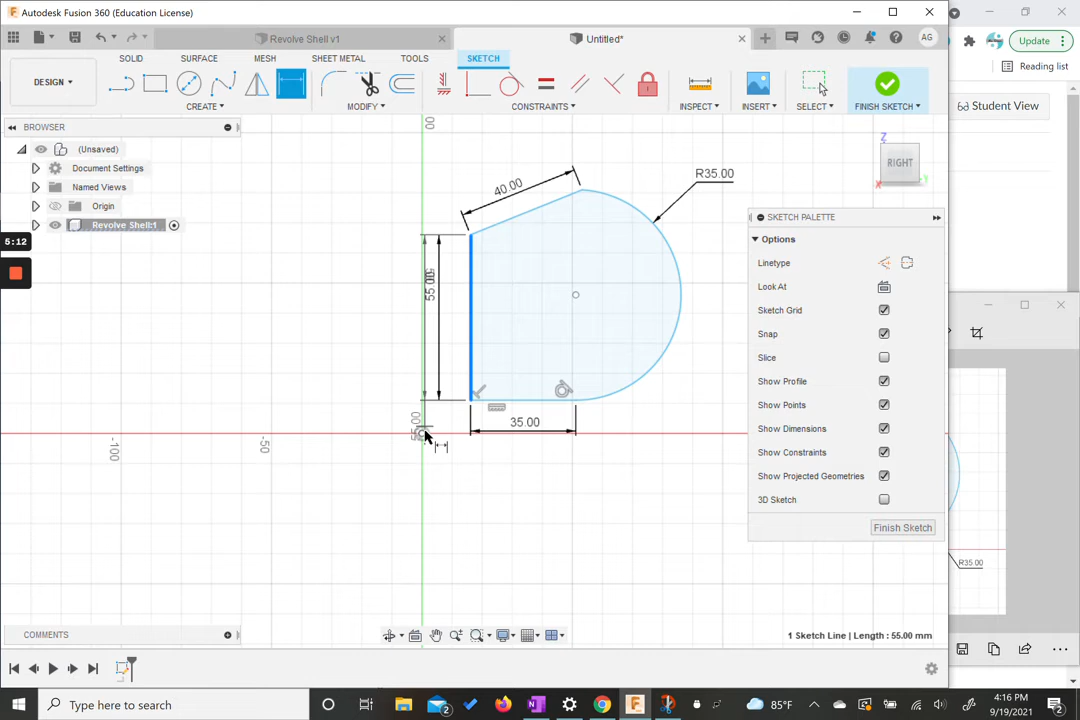 Autodesk Fusion 360 (Education License)
Revolve Shell v1
Untitled*
AG
Update
Reading list
SOLID
SURFACE
MESH
SHEET METAL
TOOLS
SKETCH
DESIGN
CREATE
MODIFY
CONSTRAINTS
INSPECT
INSERT
SELECT
FINISH SKETCH
Student View
BROWSER
(Unsaved)
Document Settings
Named Views
Origin
Revolve Shell:1
5:12
00
40.00
R35.00
Z
RIGHT
X
Y
55.00
55.00
35.00
-100
-50
SKETCH PALETTE
Options
Linetype
Look At
Sketch Grid
Snap
Slice
Show Profile
Show Points
Show Dimensions
Show Constraints
Show Projected Geometries
3D Sketch
Finish Sketch
R35.00
COMMENTS
1 Sketch Line | Length : 55.00 mm
Type here to search
2
85°F
4:16 PM
9/19/2021